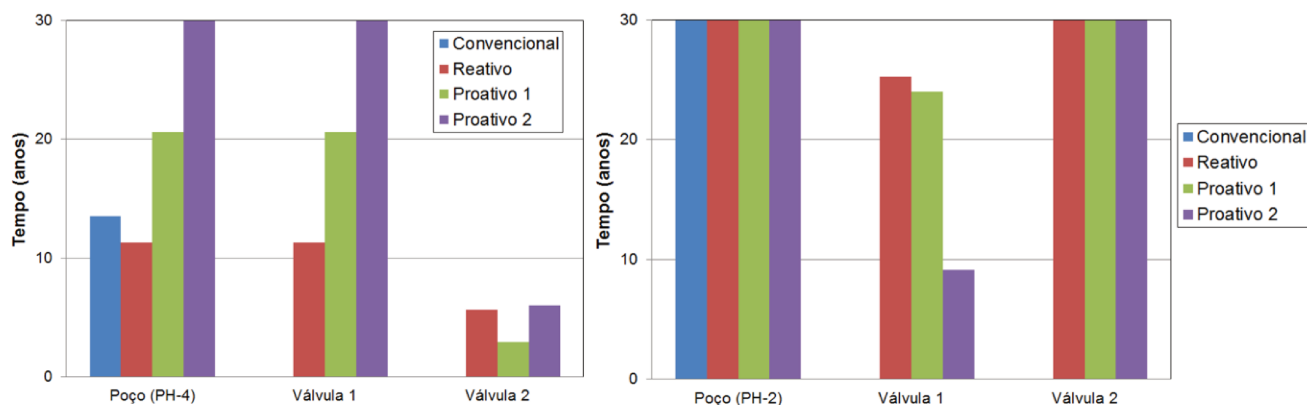 30
20
10
0
Tempo (anos)
Convencional
Reativo
Proativo 1
Proativo 2
Poço (PH-4)
Válvula 1
Válvula 2
30
20
10
0
Tempo (anos)
Poço (PH-2)
Válvula 1
Válvula 2
Convencional
Reativo
Proativo 1
Proativo 2